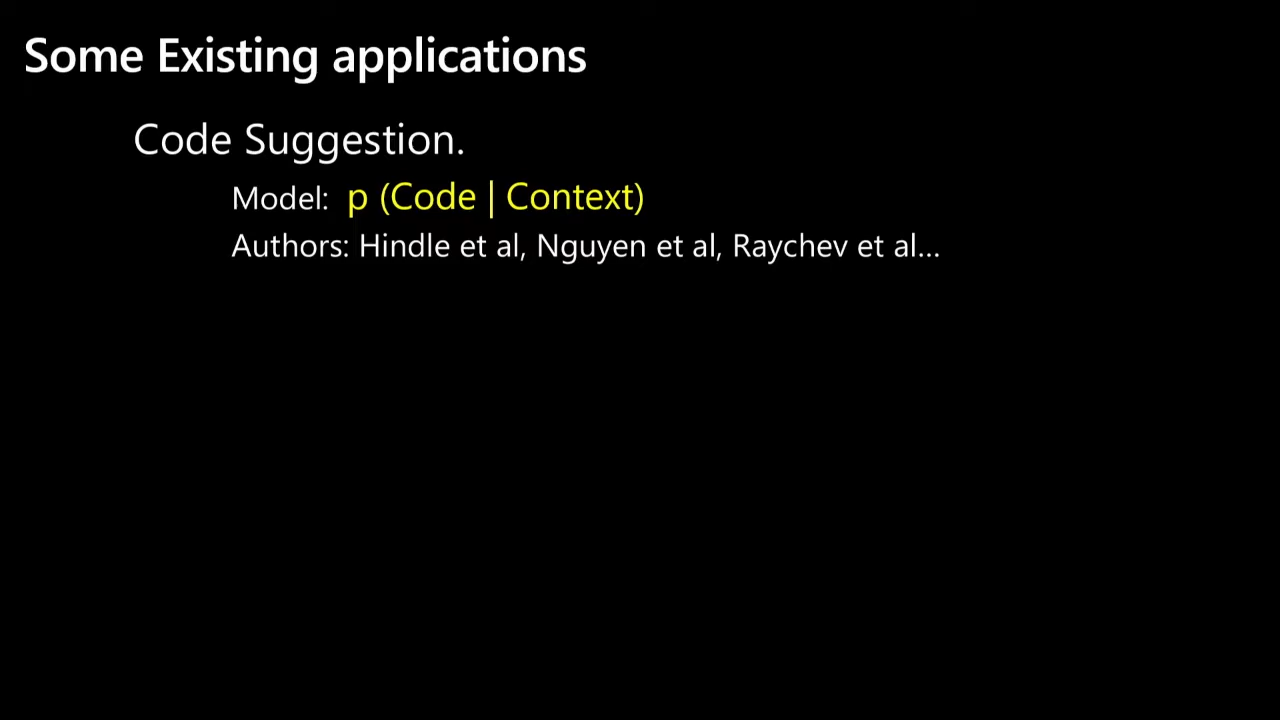 Some Existing applications
Code Suggestion.
Model: p (Code | Context)
Authors: Hindle et al, Nguyen et al, Raychev et al...